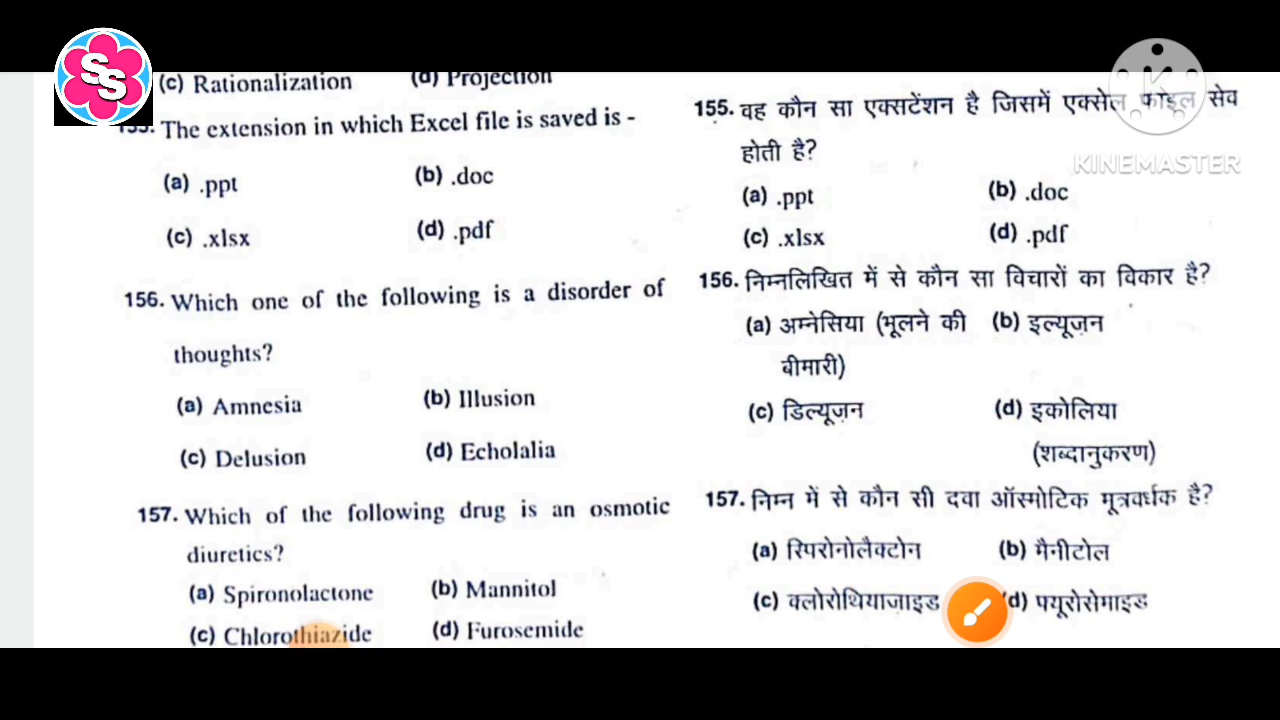 SS
KINEMASTER
(c) Rationalization (d) Projection
155. The extension in which Excel file is saved is -
(a) .ppt (b) .doc
(c) .xlsx (d) .pdf
156. Which one of the following is a disorder of
thoughts?
(a) Amnesia (b) Illusion
(c) Delusion (d) Echolalia
157. Which of the following drug is an osmotic
diuretics?
(a) Spironolactone (b) Mannitol
(c) Chlorothiazide (d) Furosemide
155. वह कौन सा एक्सटेंशन है जिसमें एक्सेल फाइल सेव
होती है?
(a) .ppt (b) .doc
(c) .xlsx (d) .pdf
156. निम्नलिखित में से कौन सा विचारों का विकार है?
(a) अम्नेसिया (भूलने की (b) इल्यूज़न
बीमारी)
(c) डिल्यूज़न (d) इकोलिया
(शब्दानुकरण)
157. निम्न में से कौन सी दवा ऑस्मोटिक मूत्रवर्धक है?
(a) स्पिरोनोलैक्टोन (b) मैनीटोल
(c) क्लोरोथियाज़ाइड (d) फ्यूरोसेमाइड